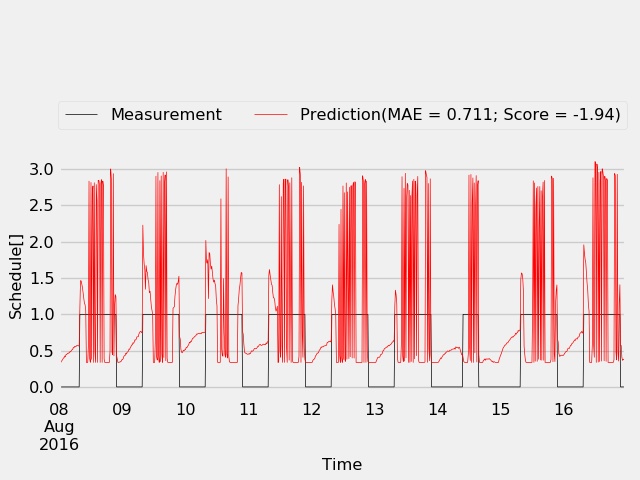 Measurement
Prediction(MAE = 0.711; Score = -1.94)
3.0
2.5
2.0
1.5
1.0
0.5
0.0
Schedule[]
08 09 10 11 12 13 14 15 16
Aug
2016
Time